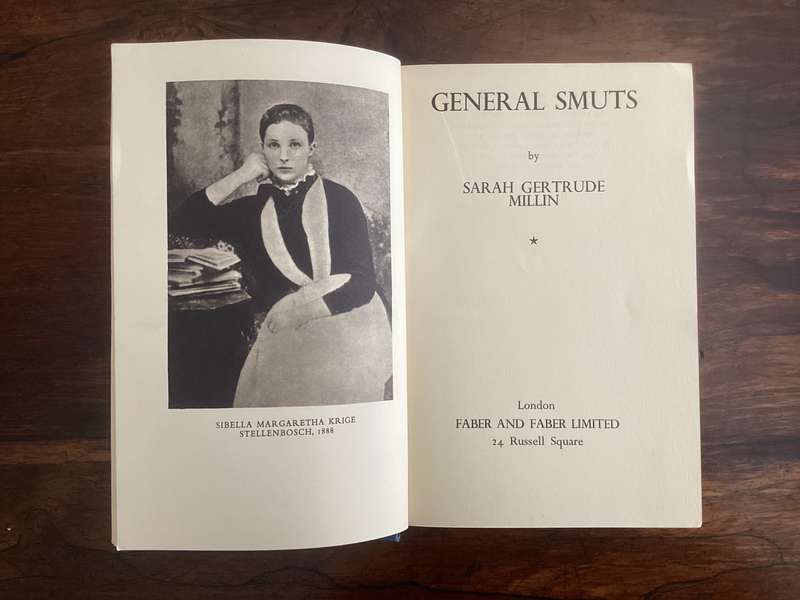 SIBELLA MARGARETHA KRIGE
STELLENBOSCH, 1888
GENERAL SMUTS
by
SARAH GERTRUDE
MILLIN
★
London
FABER AND FABER LIMITED
24 Russell Square